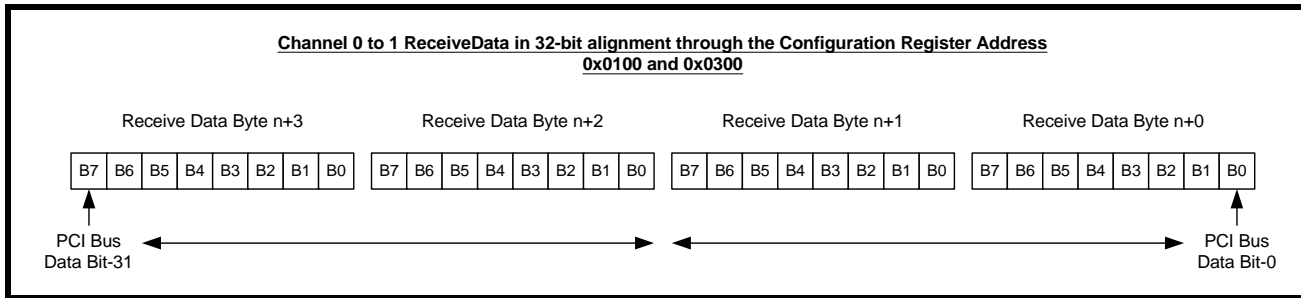 Channel 0 to 1 ReceiveData in 32-bit alignment through the Configuration Register Address
0x0100 and 0x0300
Receive Data Byte n+3 Receive Data Byte n+2 Receive Data Byte n+1 Receive Data Byte n+0
B7 B6 B5 B4 B3 B2 B1 B0 B7 B6 B5 B4 B3 B2 B1 B0 B7 B6 B5 B4 B3 B2 B1 B0 B7 B6 B5 B4 B3 B2 B1 B0
PCI Bus PCI Bus
Data Bit-31 Data Bit-0